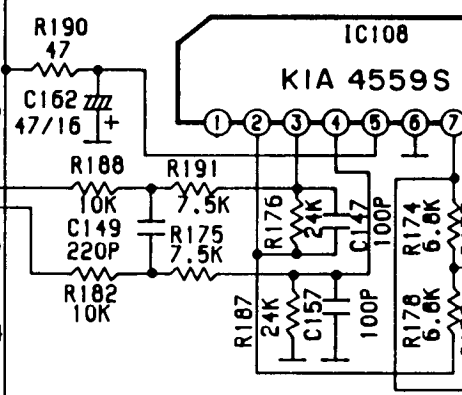 R190
47
IC108
KIA 4559S
C162
47/16
+
1 2 3 4 5 6 7
R188
10K
R191
7.5K
C149
220P
R175
7.5K
R182
10K
R176
24K
C147
100P
R174
6.8K
R187
24K
C157
100P
R178
6.8K